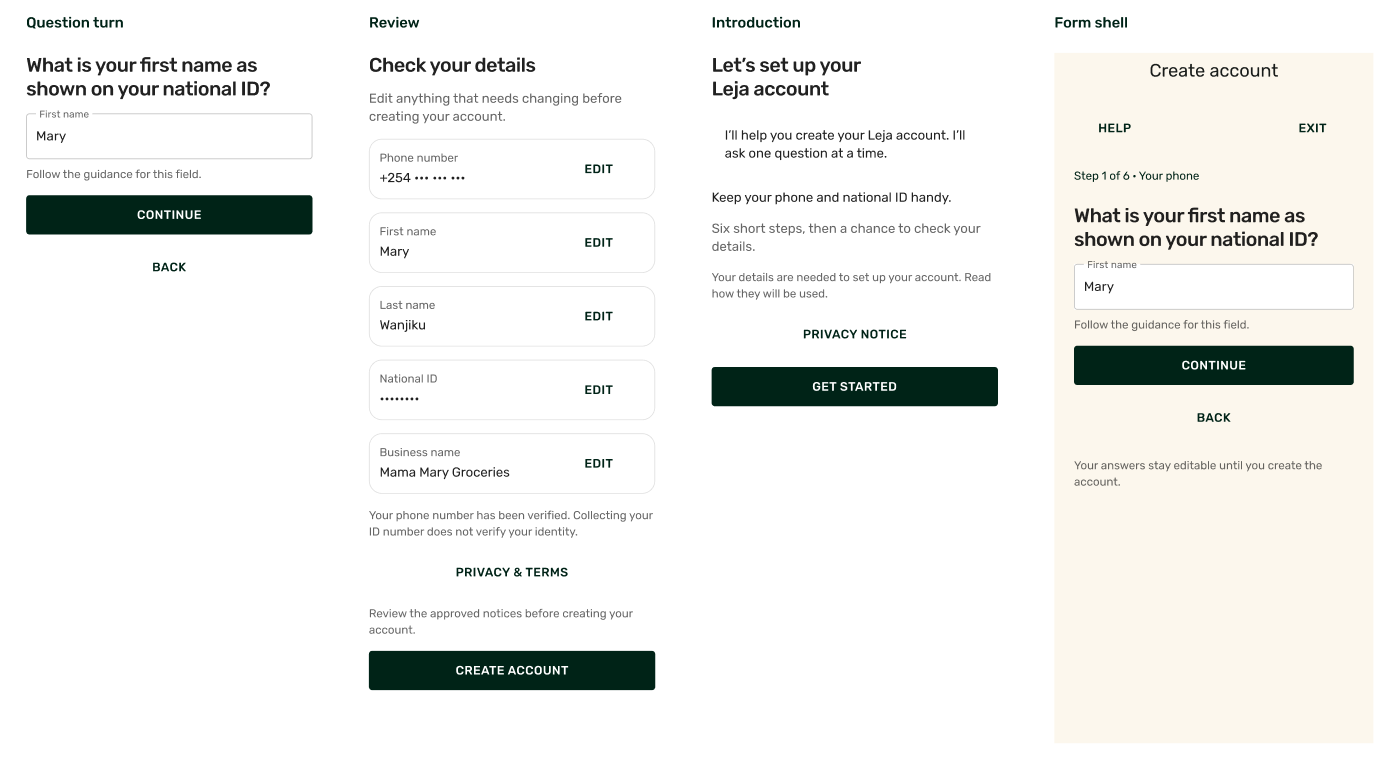 Question turn
What is your first name as
shown on your national ID?
First name
Mary
Follow the guidance for this field.
CONTINUE
BACK
Review
Check your details
Edit anything that needs changing before
creating your account.
Phone number
+254 ••• ••• •••
EDIT
First name
Mary
EDIT
Last name
Wanjiku
EDIT
National ID
••••••••
EDIT
Business name
Mama Mary Groceries
EDIT
Your phone number has been verified. Collecting your
ID number does not verify your identity.
PRIVACY & TERMS
Review the approved notices before creating your
account.
CREATE ACCOUNT
Introduction
Let’s set up your
Leja account
I’ll help you create your Leja account. I’ll
ask one question at a time.
Keep your phone and national ID handy.
Six short steps, then a chance to check your
details.
Your details are needed to set up your account. Read
how they will be used.
PRIVACY NOTICE
GET STARTED
Form shell
Create account
HELP
EXIT
Step 1 of 6 • Your phone
What is your first name as
shown on your national ID?
First name
Mary
Follow the guidance for this field.
CONTINUE
BACK
Your answers stay editable until you create the
account.